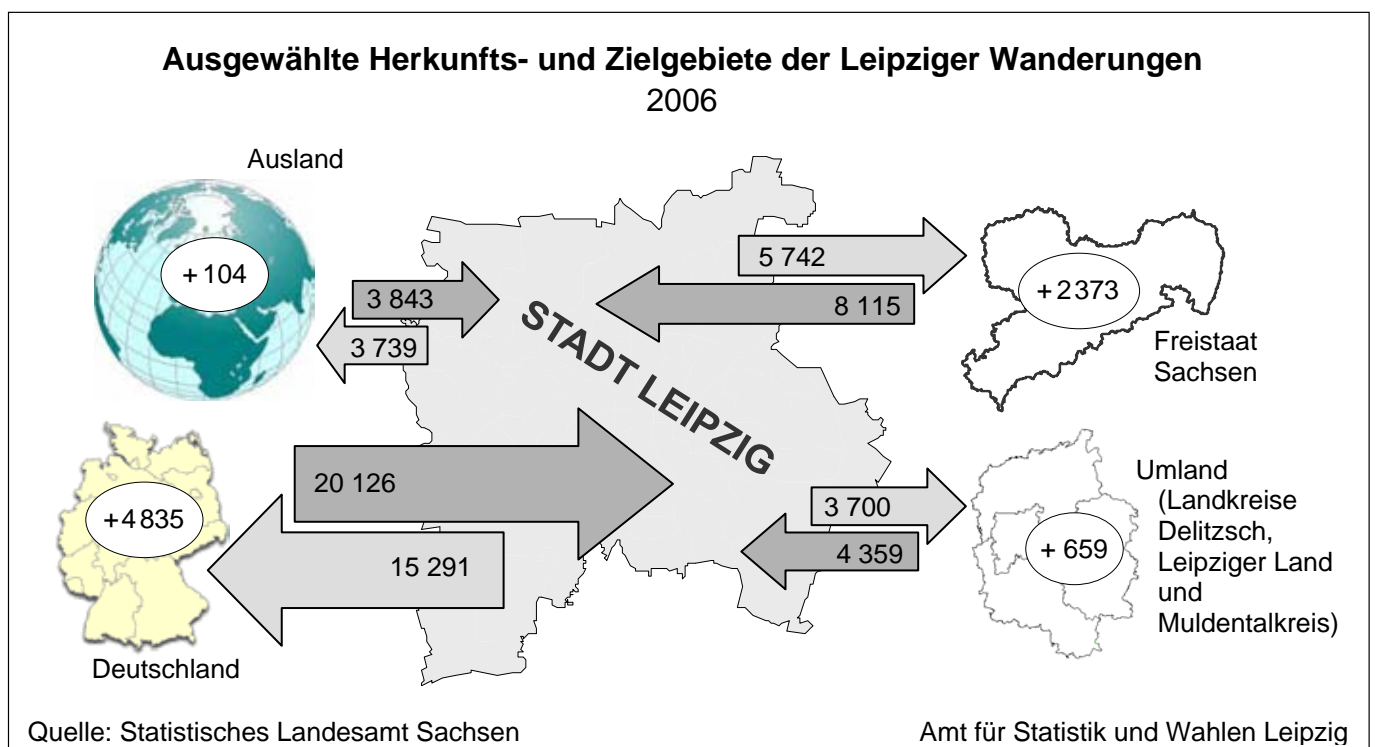 Ausgewählte Herkunfts- und Zielgebiete der Leipziger Wanderungen
2006
Ausland
+ 104
3 843
3 739
5 742
8 115
+ 2 373
Freistaat
Sachsen
STADT LEIPZIG
20 126
15 291
+ 4 835
Deutschland
3 700
4 359
+ 659
Umland
(Landkreise
Delitzsch,
Leipziger Land
und
Muldentalkreis)
Quelle: Statistisches Landesamt Sachsen
Amt für Statistik und Wahlen Leipzig